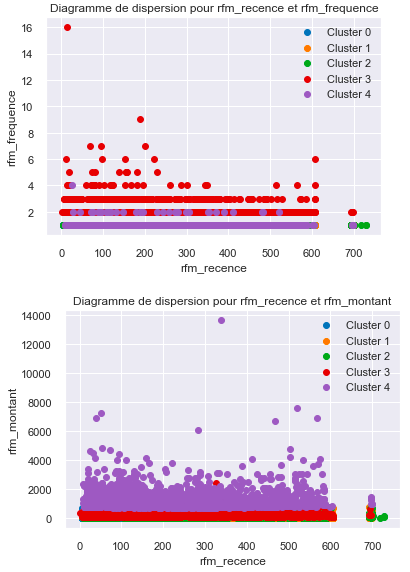 Diagramme de dispersion pour rfm_recence et rfm_frequence
16
14
12
10
8
6
4
2
rfm_frequence
Cluster 0
Cluster 1
Cluster 2
Cluster 3
Cluster 4
0 100 200 300 400 500 600 700
rfm_recence
Diagramme de dispersion pour rfm_recence et rfm_montant
14000
12000
10000
8000
6000
4000
2000
0
rfm_montant
Cluster 0
Cluster 1
Cluster 2
Cluster 3
Cluster 4
0 100 200 300 400 500 600 700
rfm_recence